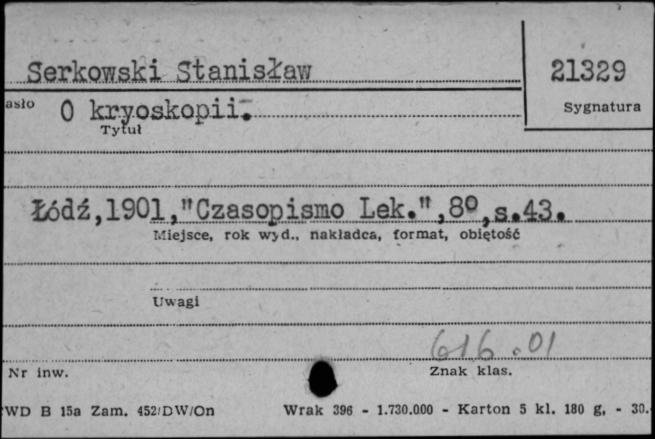 Serkowski Stanisław
21329
asło
Sygnatura
O kryoskopii.
Tytuł
Łódź,1901,"Czasopismo Lek.",8º,s.43.
Miejsce, rok wyd., nakładca, format, obiętość
Uwagi
616.01
Nr inw.
Znak klas.
WD B 15a Zam. 452/DW/On
Wrak 396 - 1.730.000 - Karton 5 kl. 180 g, - 30.